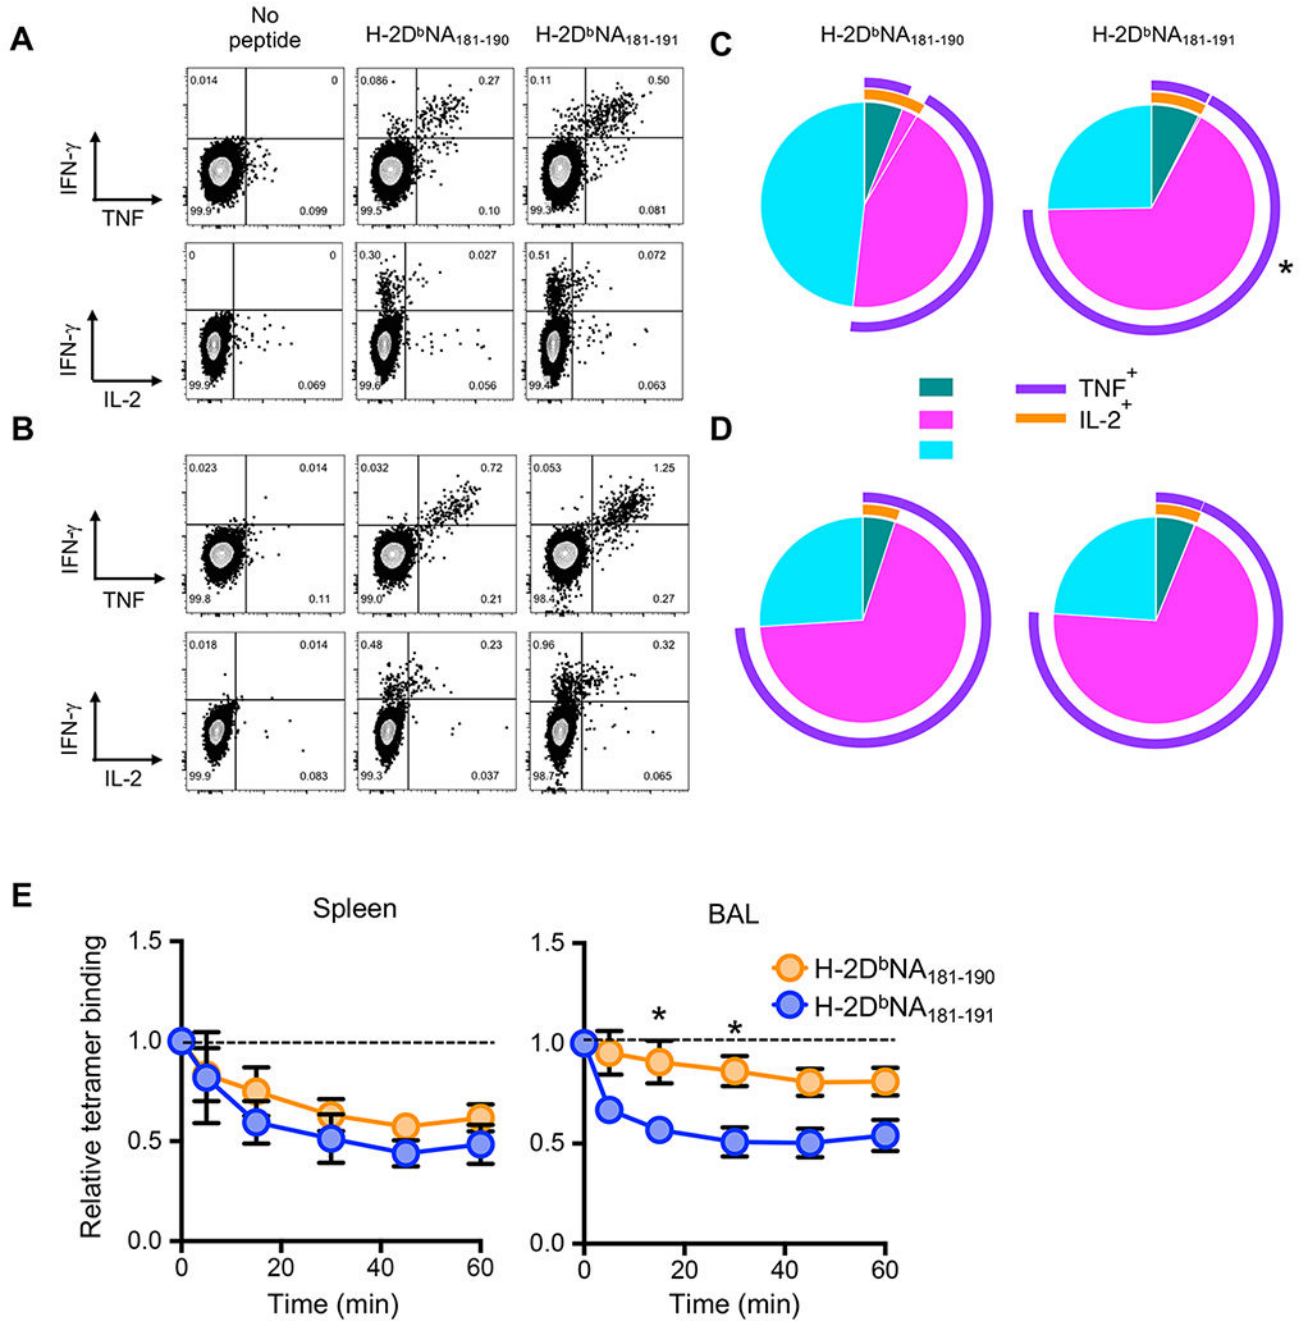 A
No
peptide
H-2DᵇNA₁₈₁₋₁₉₀
H-2DᵇNA₁₈₁₋₁₉₁
C
H-2DᵇNA₁₈₁₋₁₉₀
H-2DᵇNA₁₈₁₋₁₉₁
0.014
0
0.086
0.27
0.11
0.50
IFN-γ
TNF
99.9
0.099
99.5
0.10
99.3
0.081
*
0
0
0.30
0.027
0.51
0.072
IFN-γ
IL-2
99.9
0.069
99.6
0.056
99.4
0.063
TNF⁺
IL-2⁺
B
D
0.023
0.014
0.032
0.72
0.053
1.25
IFN-γ
TNF
99.8
0.11
99.0
0.21
98.4
0.27
0.018
0.014
0.48
0.23
0.96
0.32
IFN-γ
IL-2
99.9
0.083
99.3
0.037
98.7
0.065
E
Spleen
BAL
Relative tetramer binding
1.5
1.0
0.5
0.0
0
20
40
60
Time (min)
1.5
1.0
0.5
0.0
* *
0
20
40
60
Time (min)
H-2DᵇNA₁₈₁₋₁₉₀
H-2DᵇNA₁₈₁₋₁₉₁